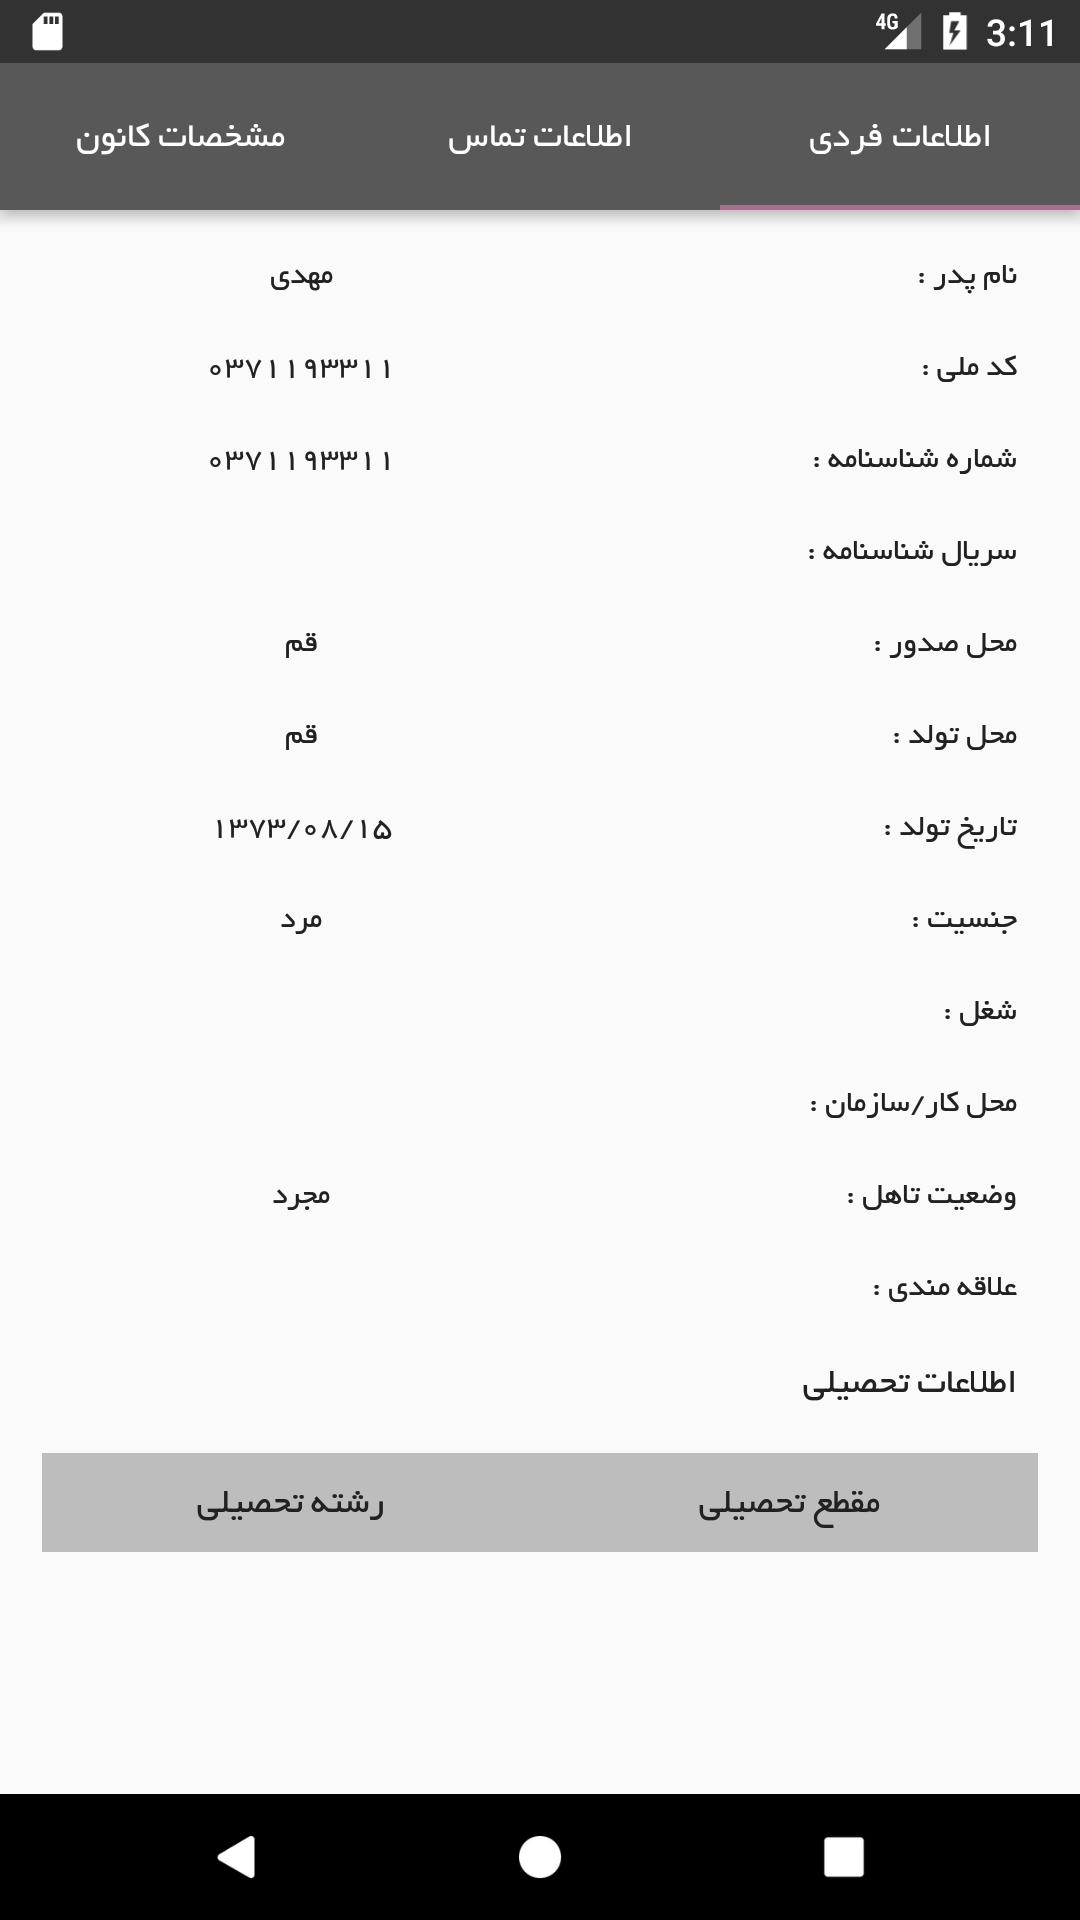 4G 3:11
اطلاعات فردی اطلاعات تماس مشخصات کانون
نام پدر : مهدی
کد ملی : ۰۳۷۱۱۹۳۳۱۱
شماره شناسنامه : ۰۳۷۱۱۹۳۳۱۱
سریال شناسنامه :
محل صدور : قم
محل تولد : قم
تاریخ تولد : ۱۳۷۳/۰۸/۱۵
جنسیت : مرد
شغل :
محل کار/سازمان :
وضعیت تاهل : مجرد
علاقه مندی :
اطلاعات تحصیلی
مقطع تحصیلی رشته تحصیلی